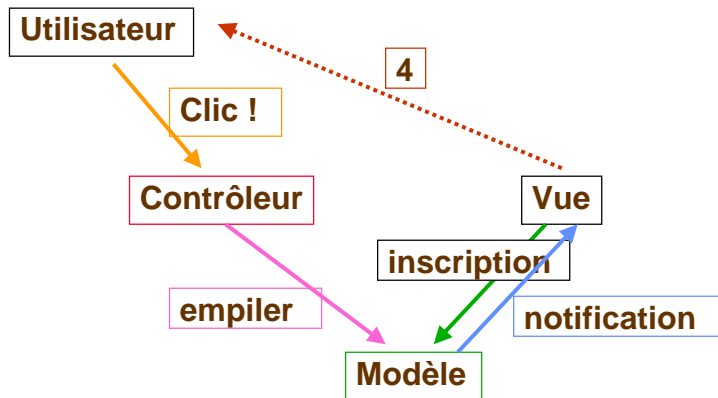 Utilisateur
4
Clic !
Contrôleur
Vue
inscription
empiler
notification
Modèle